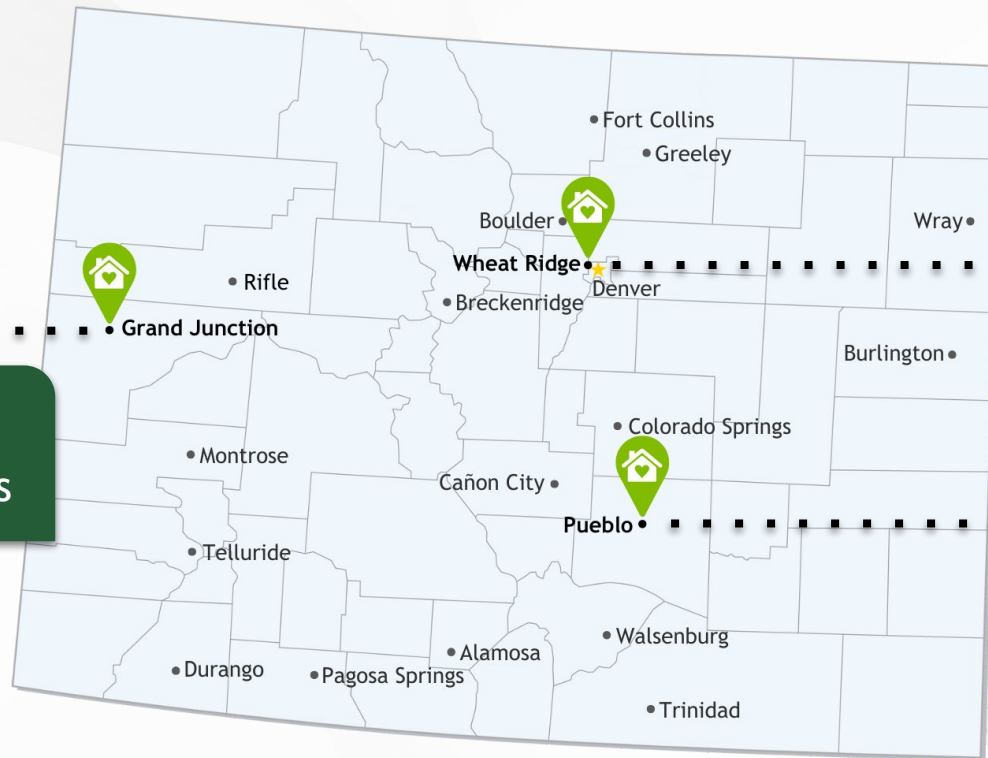 Fort Collins
Greeley
Boulder
Wray
Wheat Ridge
Denver
Rifle
Breckenridge
Grand Junction
Burlington
Colorado Springs
Montrose
Cañon City
S
Pueblo
Telluride
Walsenburg
Alamosa
Durango
Pagosa Springs
Trinidad